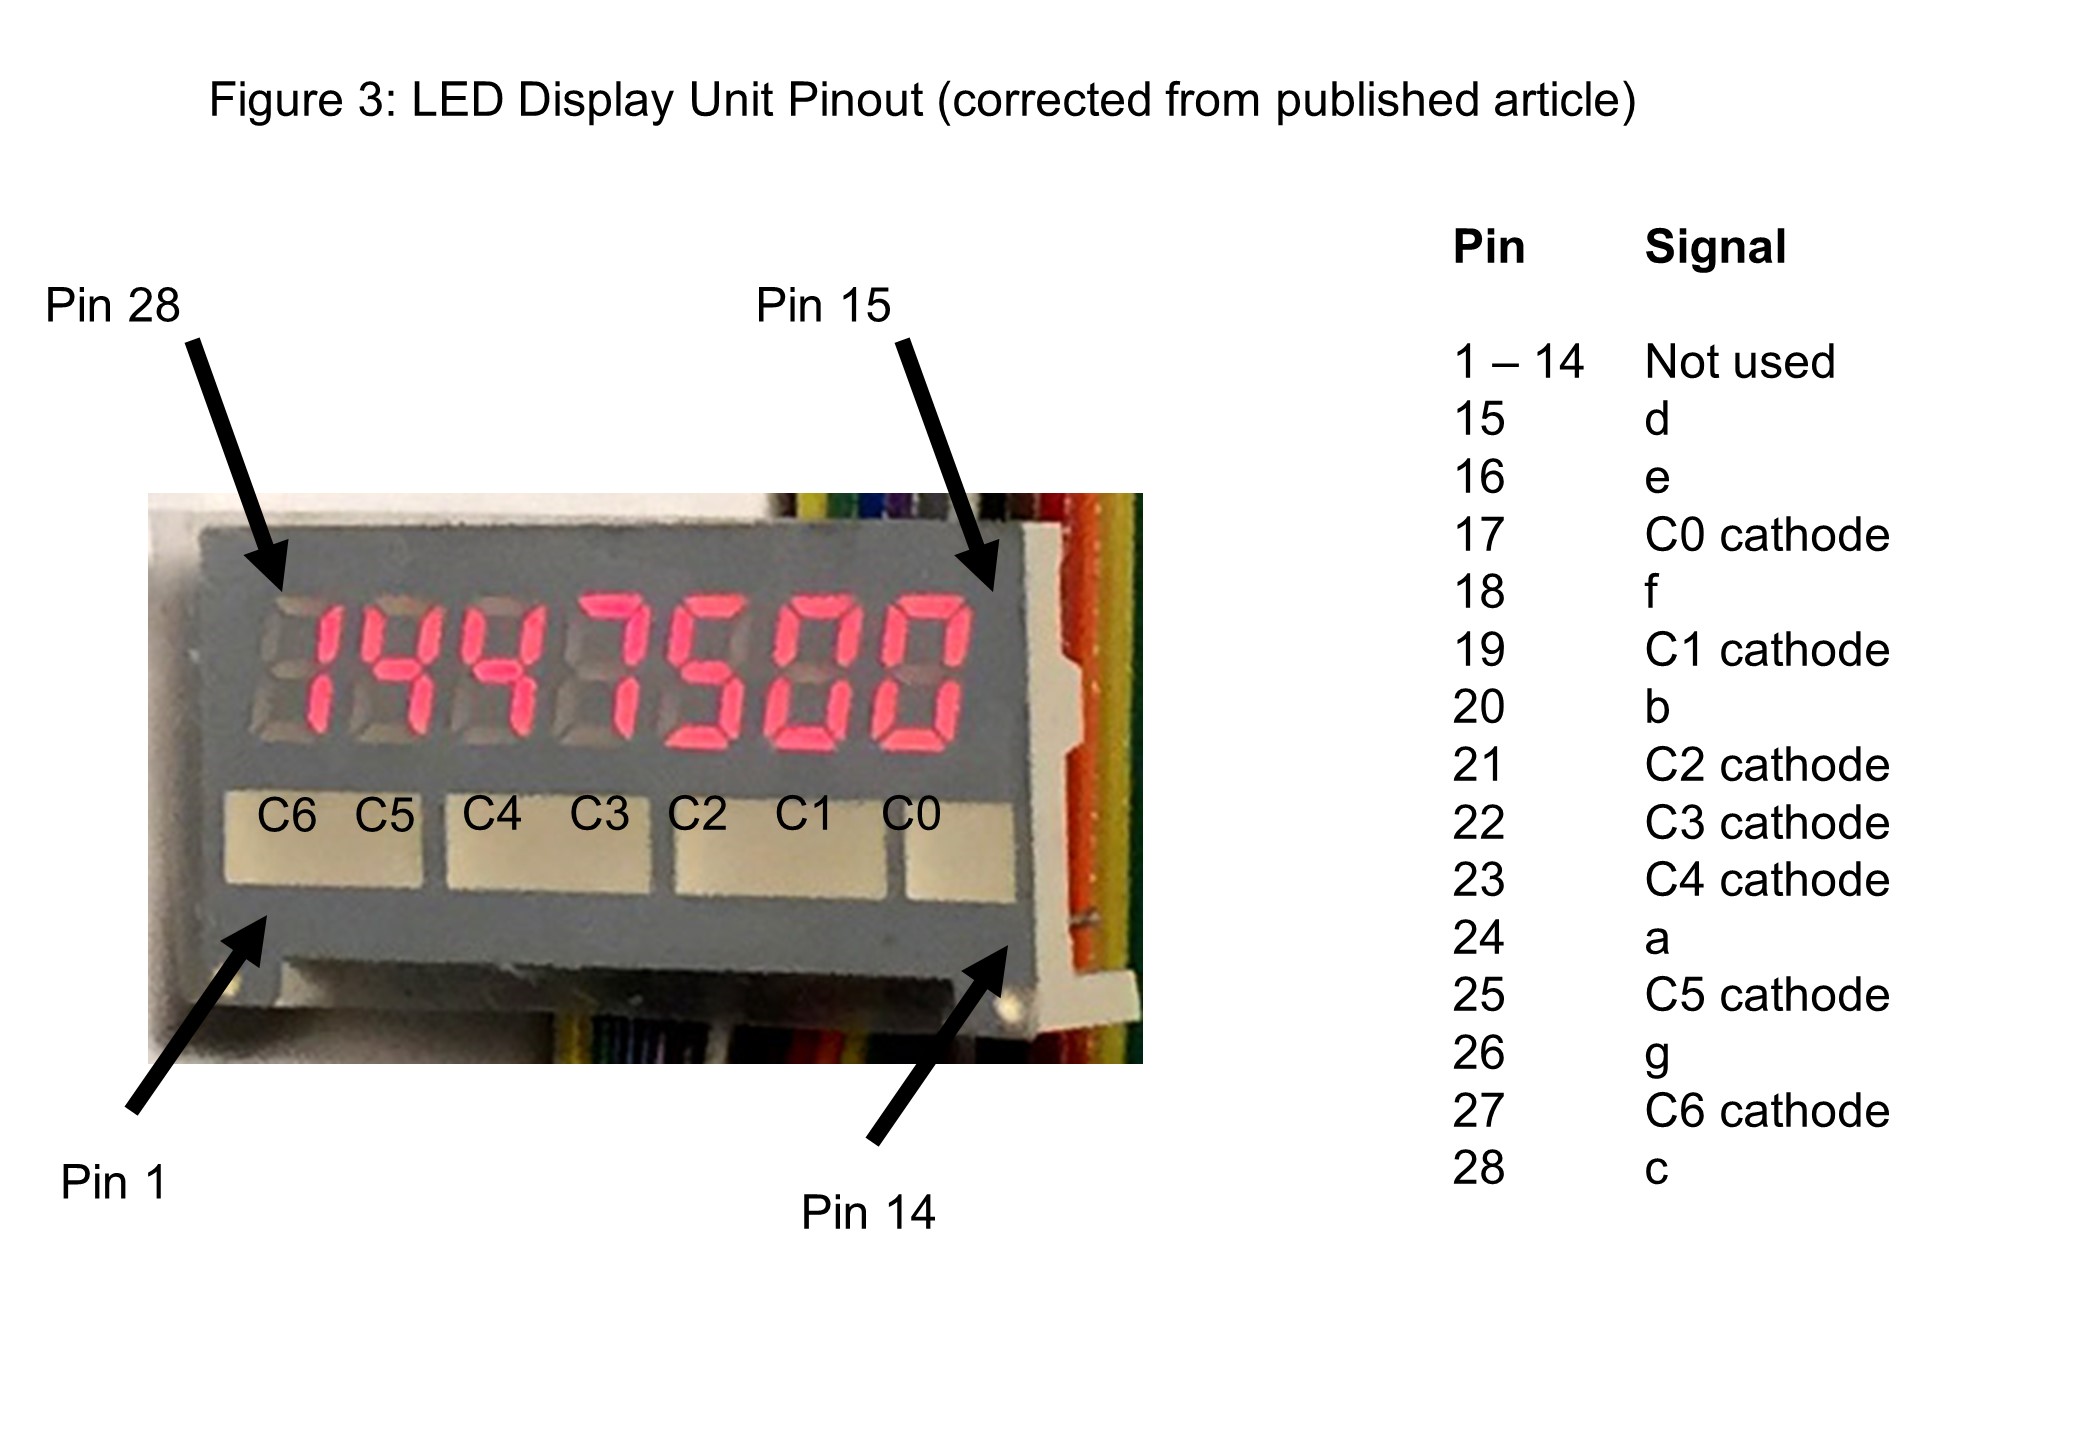 Figure 3: LED Display Unit Pinout (corrected from published article)
Pin 28
Pin 15
1447500
C6 C5 C4 C3 C2 C1 C0
Pin 1
Pin 14
Pin Signal
1 – 14 Not used
15 d
16 e
17 C0 cathode
18 f
19 C1 cathode
20 b
21 C2 cathode
22 C3 cathode
23 C4 cathode
24 a
25 C5 cathode
26 g
27 C6 cathode
28 c